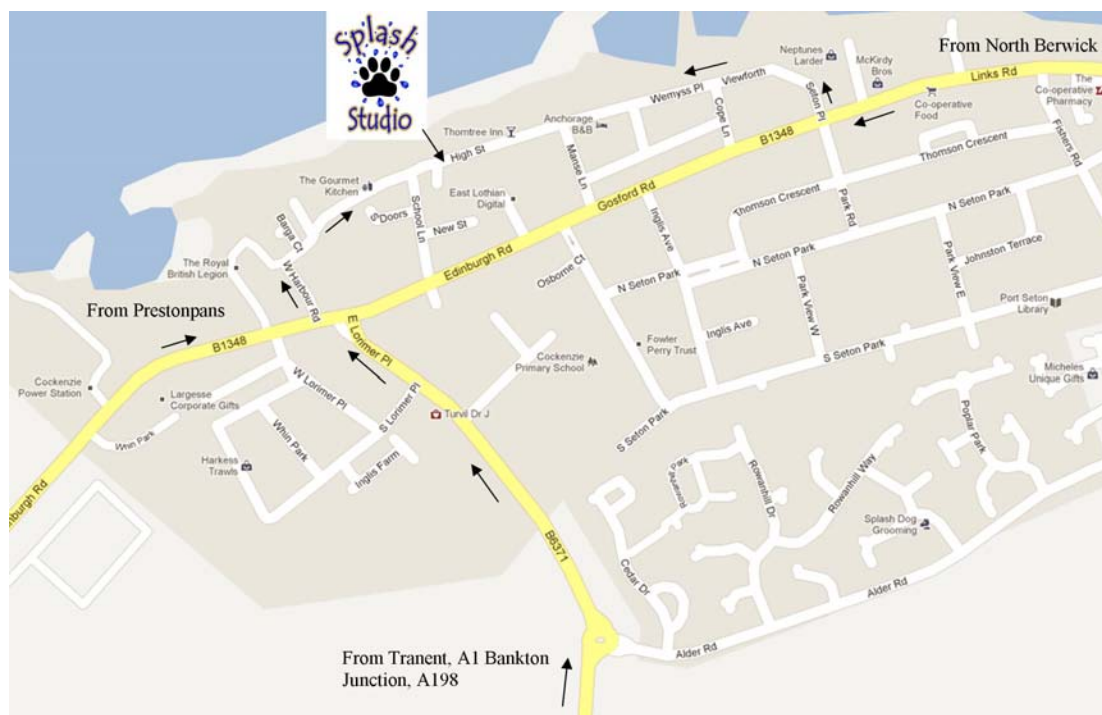 Splash
Studio
From North Berwick
Neptunes
Larder
McKirdy
Bros
Links Rd
The
Co-operative
Pharmacy
Co-operative
Food
Viewforth
Wemyss Pl
Seton Pl
Cope Ln
B1348
Fishers Rd
Thorntree Inn
Anchorage
B&B
High St
Manse Ln
Thomson Crescent
The Gourmet
Kitchen
East Lothian
Digital
Gosford Rd
Thomson Crescent
Park Rd
N Seton Park
S Doors
School Ln
New St
Inglis Ave
Barga Ct
Edinburgh Rd
Osborne Ct
N Seton Park
N Seton Park
Park View E
Johnston Terrace
The Royal
British Legion
W Harbour Rd
Park View W
Port Seton
Library
From Prestonpans
B1348
E Lorimer Pl
Inglis Ave
Fowler
Perry Trust
S Seton Park
Cockenzie
Primary School
Cockenzie
Power Station
Largesse
Corporate Gifts
W Lorimer Pl
S Lorimer Pl
Turvil Dr J
Micheles
Unique Gifts
Poplar Park
S Seton Park
Whin Park
Whin Park
Harkess
Trawls
Inglis Farm
Rowanhill
Park
Rowanhill Dr
Rowanhill Way
nburgh Rd
B6371
Splash Dog
Grooming
Cedar Dr
Alder Rd
Alder Rd
From Tranent, A1 Bankton
Junction, A198